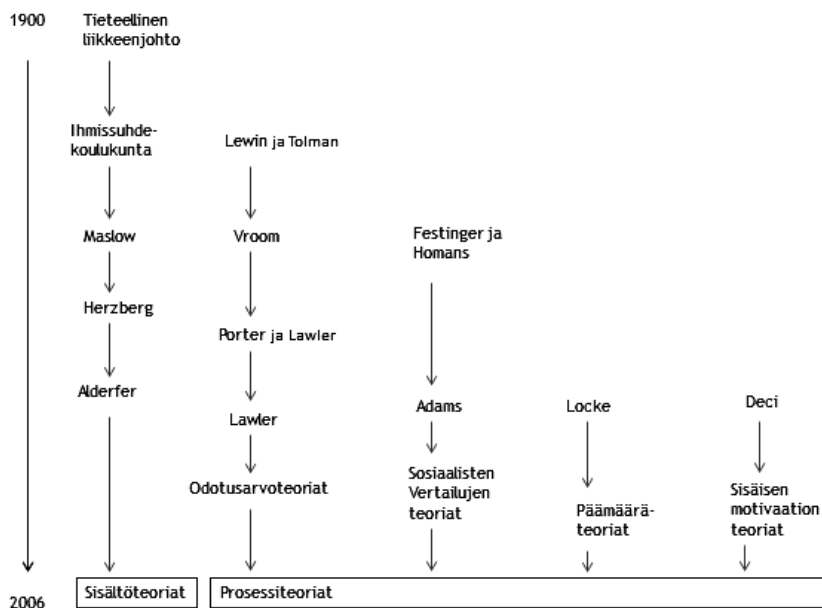 1900
Tieteellinen
liikkeenjohto
Ihmissuhde-
koulukunta
Lewin ja Tolman
Maslow
Vroom
Festinger ja
Homans
Herzberg
Porter ja Lawler
Alderfer
Lawler
Adams
Locke
Deci
Odotusarvoteoriat
Sosiaalisten
Vertailujen
teoriat
Päämäärä-
teoriat
Sisäisen
motivaation
teoriat
2006
Sisältöteoriat
Prosessiteoriat